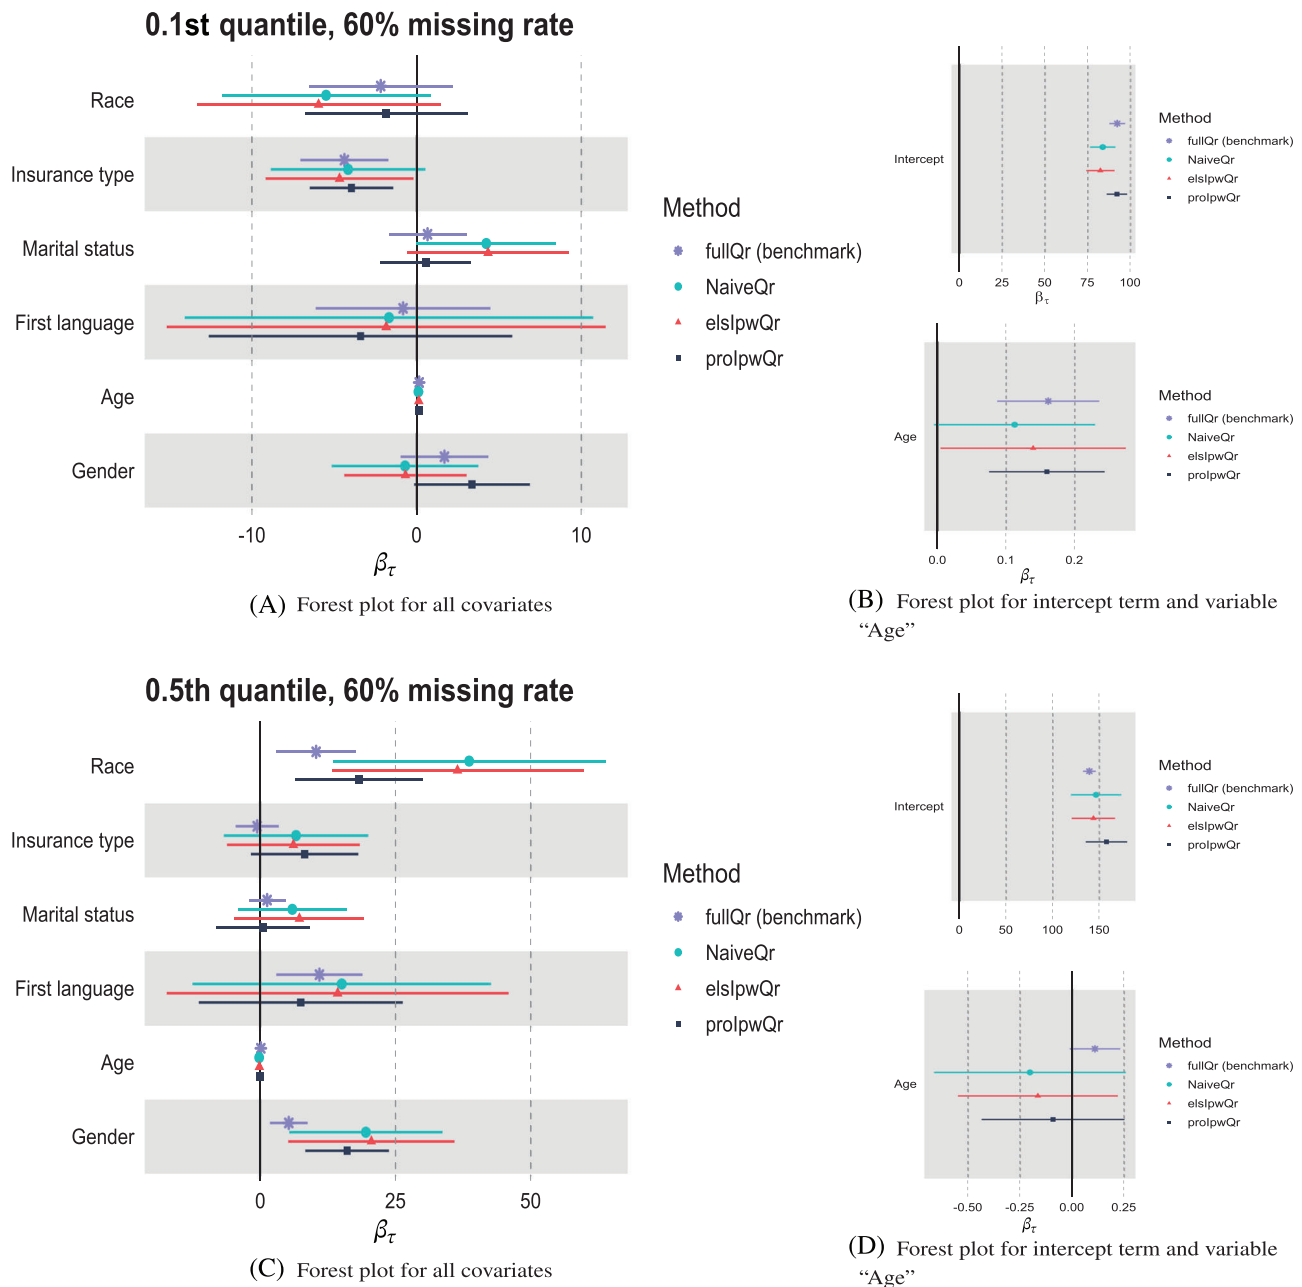 0.1st quantile, 60% missing rate
Race
Insurance type
Marital status
First language
Age
Gender
-10 0 10
βτ
Method
fullQr (benchmark)
NaiveQr
elsIpwQr
proIpwQr
(A) Forest plot for all covariates
Intercept
0 25 50 75 100
βτ
Method
fullQr (benchmark)
NaiveQr
elsIpwQr
proIpwQr
Age
0.0 0.1 0.2
βτ
Method
fullQr (benchmark)
NaiveQr
elsIpwQr
proIpwQr
(B) Forest plot for intercept term and variable
“Age”
0.5th quantile, 60% missing rate
Race
Insurance type
Marital status
First language
Age
Gender
0 25 50
βτ
Method
fullQr (benchmark)
NaiveQr
elsIpwQr
proIpwQr
(C) Forest plot for all covariates
Intercept
0 50 100 150
Method
fullQr (benchmark)
NaiveQr
elsIpwQr
proIpwQr
Age
-0.50 -0.25 0.00 0.25
βτ
Method
fullQr (benchmark)
NaiveQr
elsIpwQr
proIpwQr
(D) Forest plot for intercept term and variable
“Age”